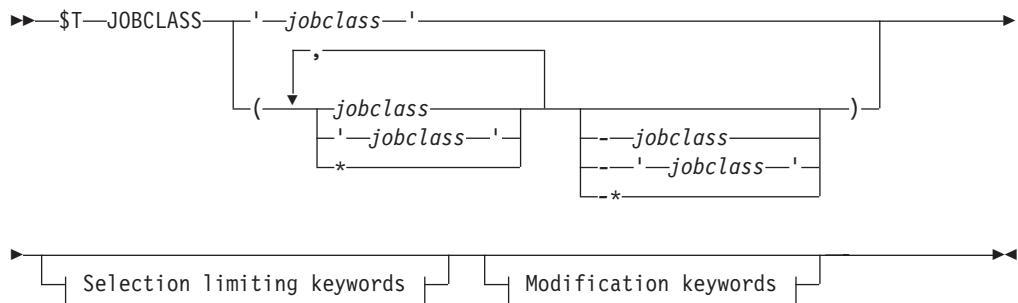 $T JOBCLASS ' jobclass '
,
( jobclass - jobclass )
' jobclass ' - ' jobclass '
* -*
Selection limiting keywords Modification keywords